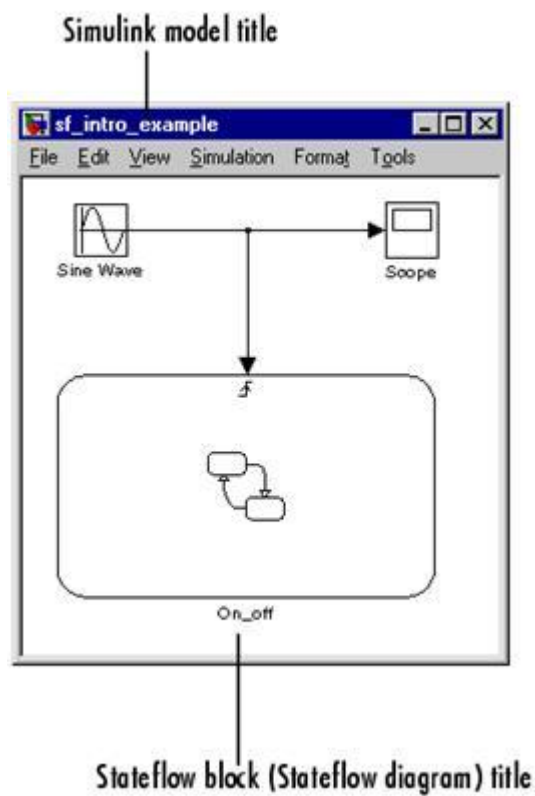 Simulink model title
sf_intro_example
File Edit View Simulation Format Tools
Sine Wave
Scope
On_off
Stateflow block (Stateflow diagram) title